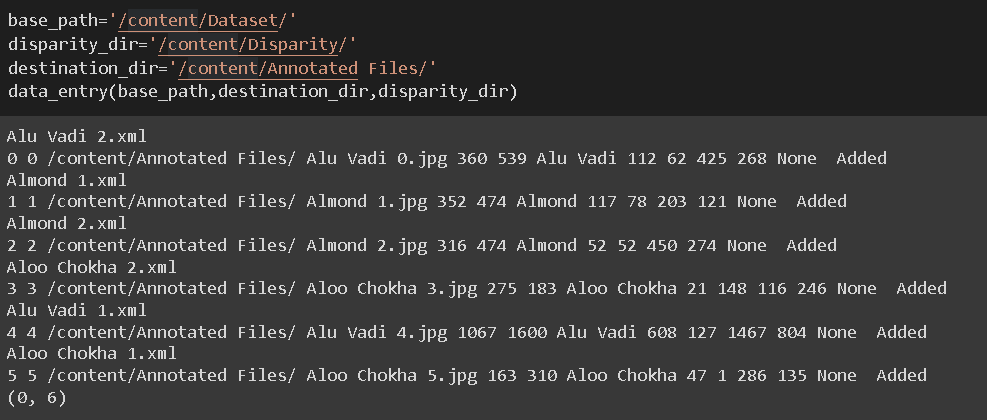 base_path='/content/Dataset/'
disparity_dir='/content/Disparity/'
destination_dir='/content/Annotated Files/'
data_entry(base_path,destination_dir,disparity_dir)
Alu Vadi 2.xml
0 0 /content/Annotated Files/ Alu Vadi 0.jpg 360 539 Alu Vadi 112 62 425 268 None  Added
Almond 1.xml
1 1 /content/Annotated Files/ Almond 1.jpg 352 474 Almond 117 78 203 121 None  Added
Almond 2.xml
2 2 /content/Annotated Files/ Almond 2.jpg 316 474 Almond 52 52 450 274 None  Added
Aloo Chokha 2.xml
3 3 /content/Annotated Files/ Aloo Chokha 3.jpg 275 183 Aloo Chokha 21 148 116 246 None  Added
Alu Vadi 1.xml
4 4 /content/Annotated Files/ Alu Vadi 4.jpg 1067 1600 Alu Vadi 608 127 1467 804 None  Added
Aloo Chokha 1.xml
5 5 /content/Annotated Files/ Aloo Chokha 5.jpg 163 310 Aloo Chokha 47 1 286 135 None  Added
(0, 6)